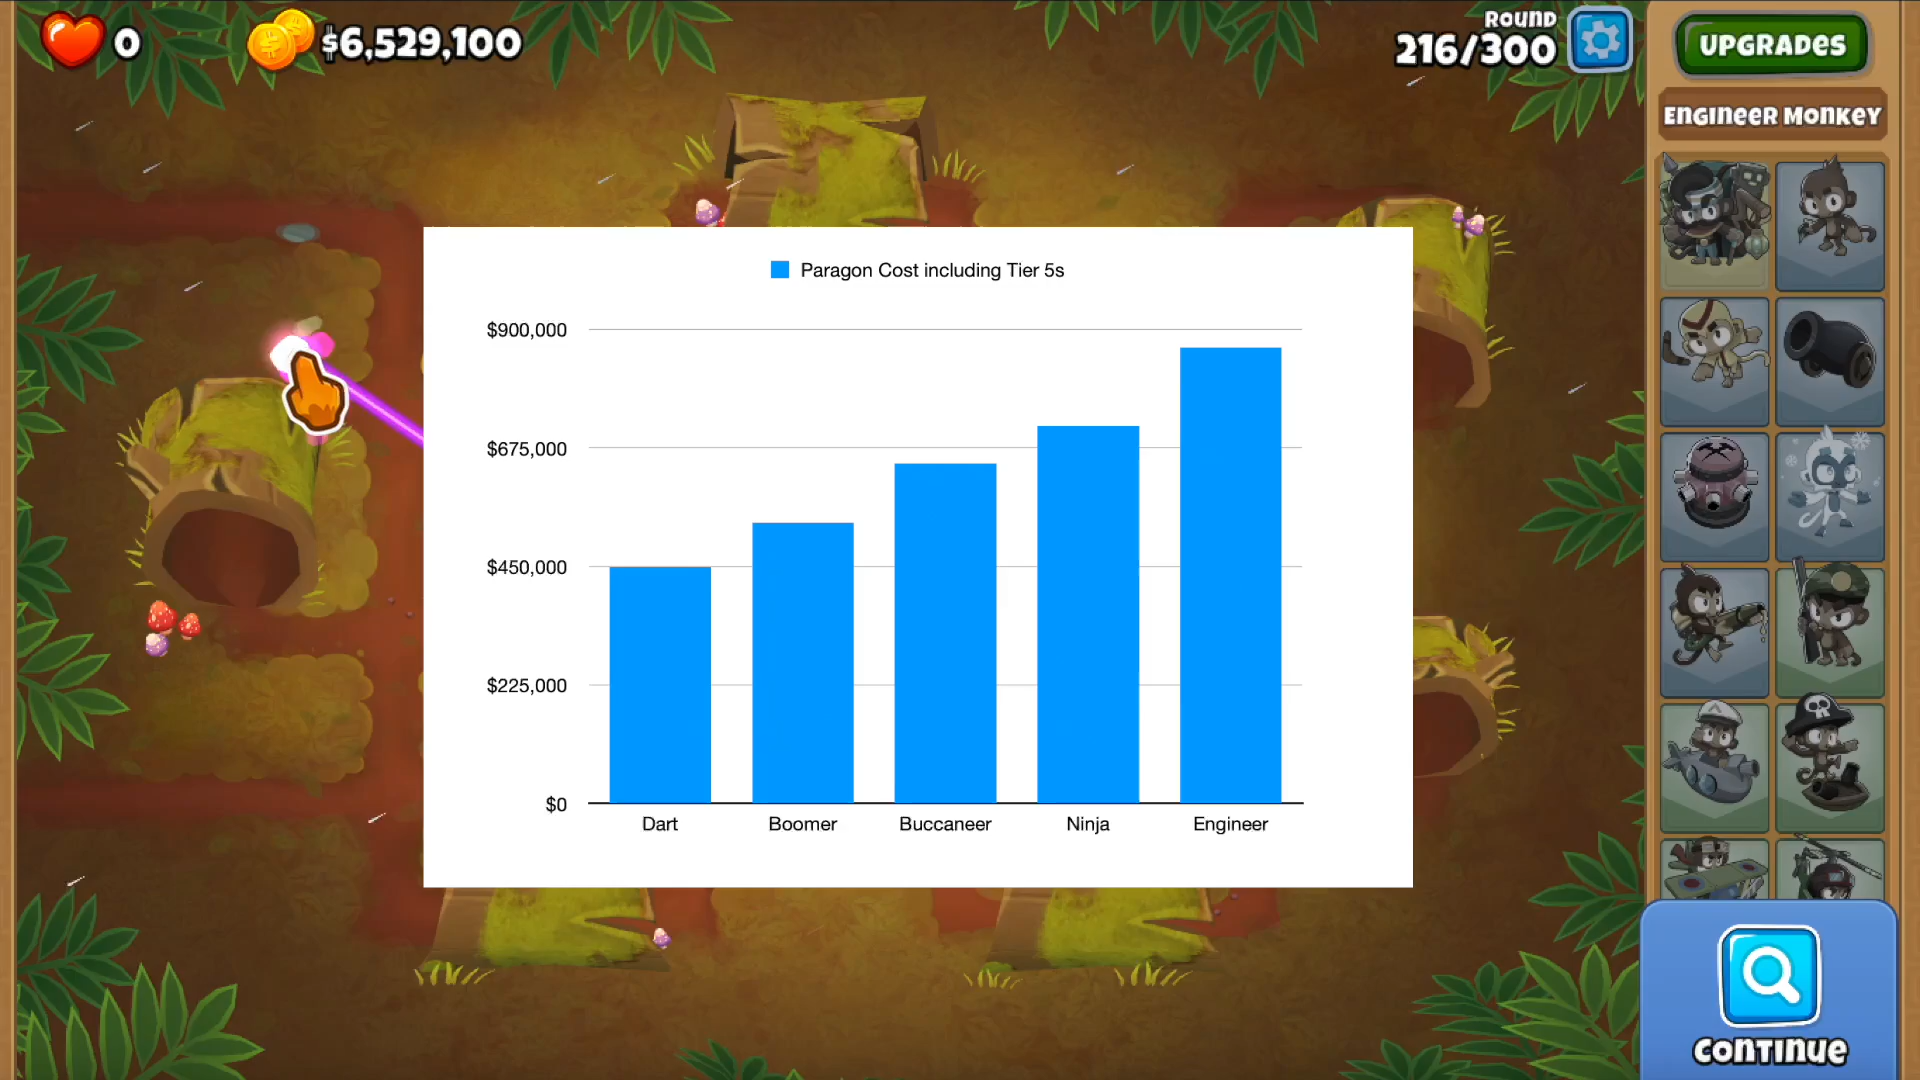 0
$6,529,100
ROUND
216/300
UPGRADES
ENGINEER MONKEY
Paragon Cost including Tier 5s
$900,000
$675,000
$450,000
$225,000
$0
Dart
Boomer
Buccaneer
Ninja
Engineer
CONTINUE